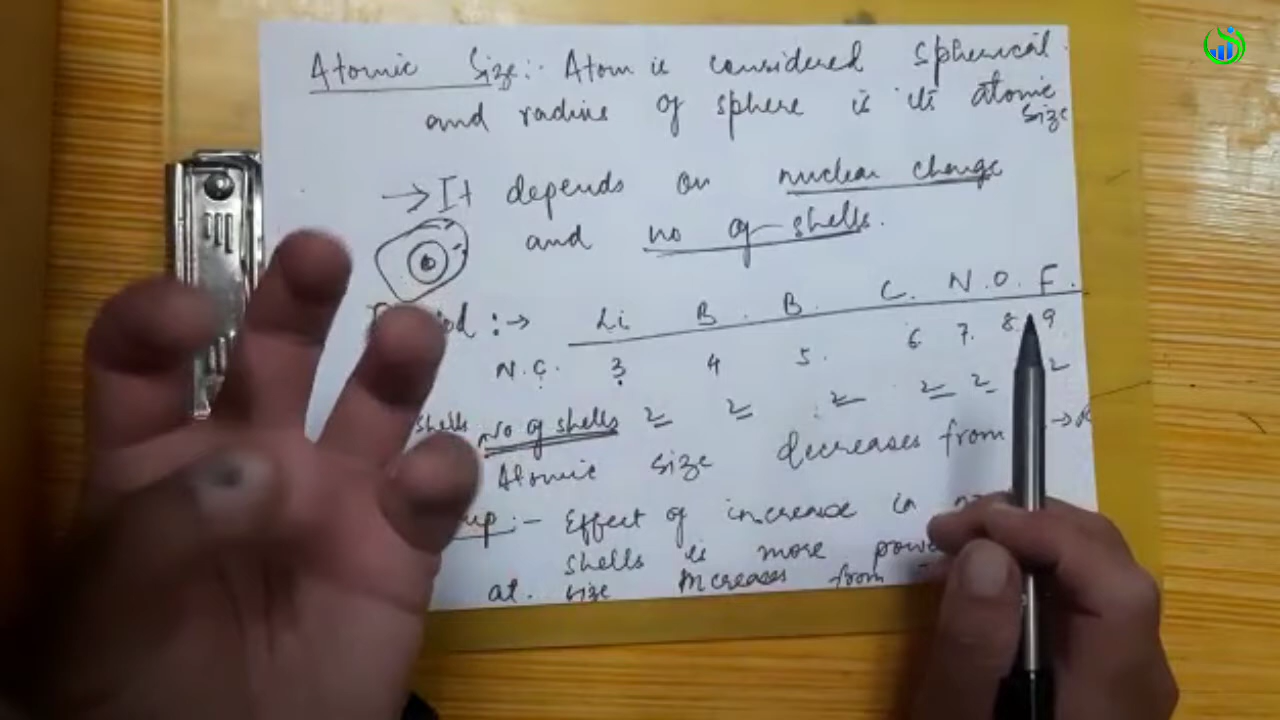 Atomic Size:- Atom is considered Spherical.
and radius of sphere is its atomic
size
→ It depends on nuclear charge
and no of shells.
:→ Li B . B . C . N . O . F .
N.C. 3 4 5 . 6 7. 8 9
shells No of shells 2 2 2 2 2 2
Atomic size decreases from → R
:- Effect of increase in
shells is more
at. size increases from